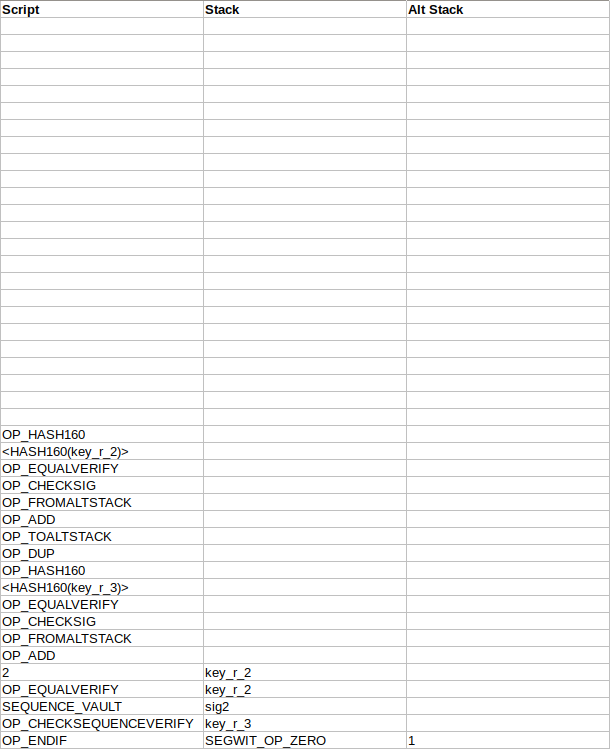 Script Stack Alt Stack
OP_HASH160
<HASH160(key_r_2)>
OP_EQUALVERIFY
OP_CHECKSIG
OP_FROMALTSTACK
OP_ADD
OP_TOALTSTACK
OP_DUP
OP_HASH160
<HASH160(key_r_3)>
OP_EQUALVERIFY
OP_CHECKSIG
OP_FROMALTSTACK
OP_ADD
2 key_r_2
OP_EQUALVERIFY key_r_2
SEQUENCE_VAULT sig2
OP_CHECKSEQUENCEVERIFY key_r_3
OP_ENDIF SEGWIT_OP_ZERO 1